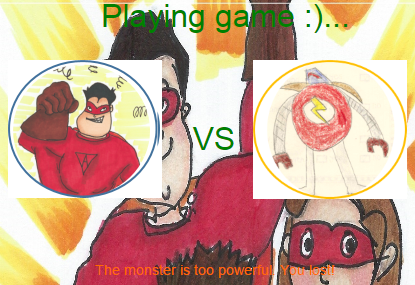 Playing game :)...
VS
The monster is too powerful. You lost!